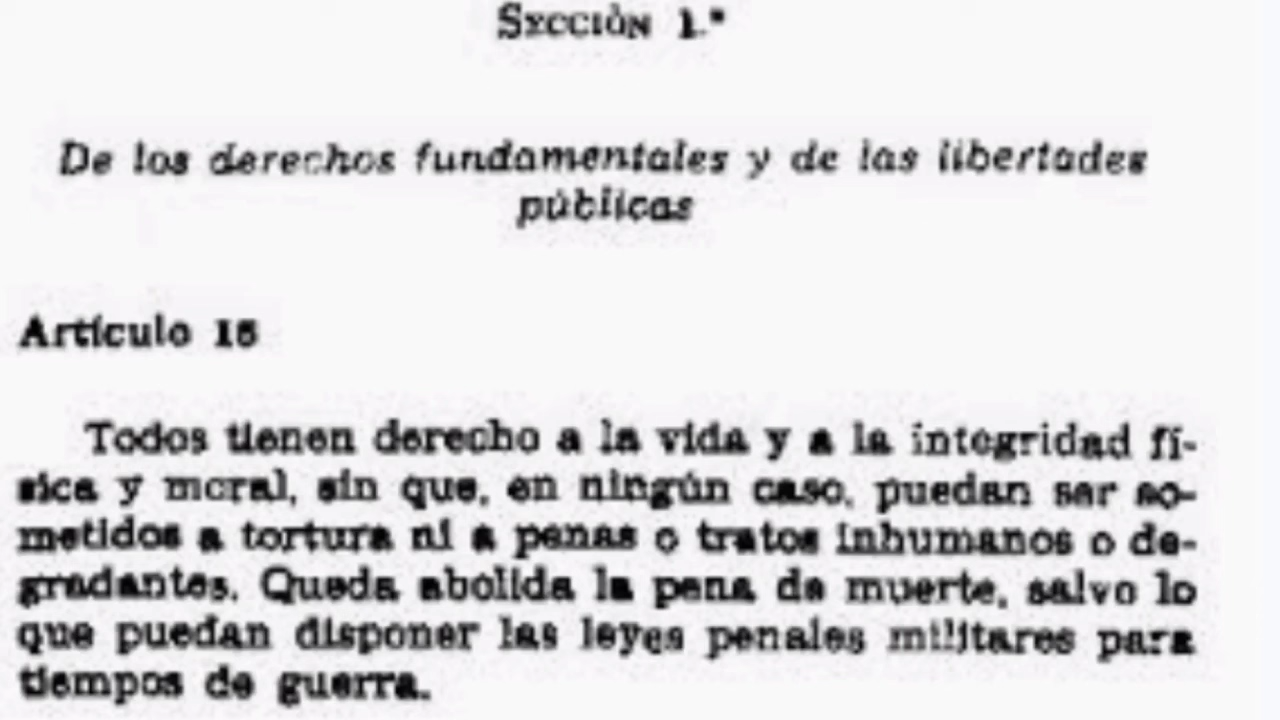 SECCIÓN 1.ª
De los derechos fundamentales y de las libertades
públicas
Artículo 15
Todos tienen derecho a la vida y a la integridad fí-
sica y moral, sin que, en ningún caso, puedan ser so-
metidos a tortura ni a penas o tratos inhumanos o de-
gradantes. Queda abolida la pena de muerte, salvo lo
que puedan disponer las leyes penales militares para
tiempos de guerra.